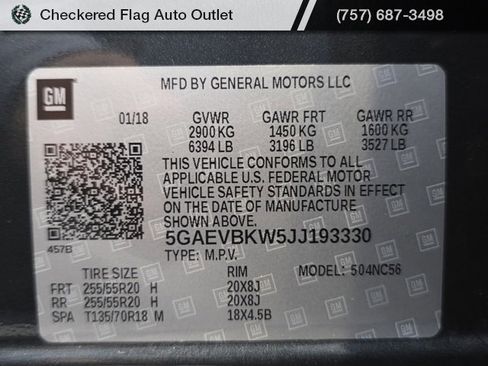 Checkered Flag Auto Outlet (757) 687-3498
GM
MFD BY GENERAL MOTORS LLC
01/18 GVWR GAWR FRT GAWR RR
2900 KG 1450 KG 1600 KG
6394 LB 3196 LB 3527 LB
THIS VEHICLE CONFORMS TO ALL
APPLICABLE U.S. FEDERAL MOTOR
VEHICLE SAFETY STANDARDS IN EFFECT
ON THE DATE OF MANUFACTURE SHOWN ABOVE.
457B 5GAEVBKW5JJ193330
TYPE: M.P.V. MODEL: 504NC56
TIRE SIZE RIM
FRT 255/55R20 H 20X8J
RR 255/55R20 H 20X8J
SPA T135/70R18 M 18X4.5B